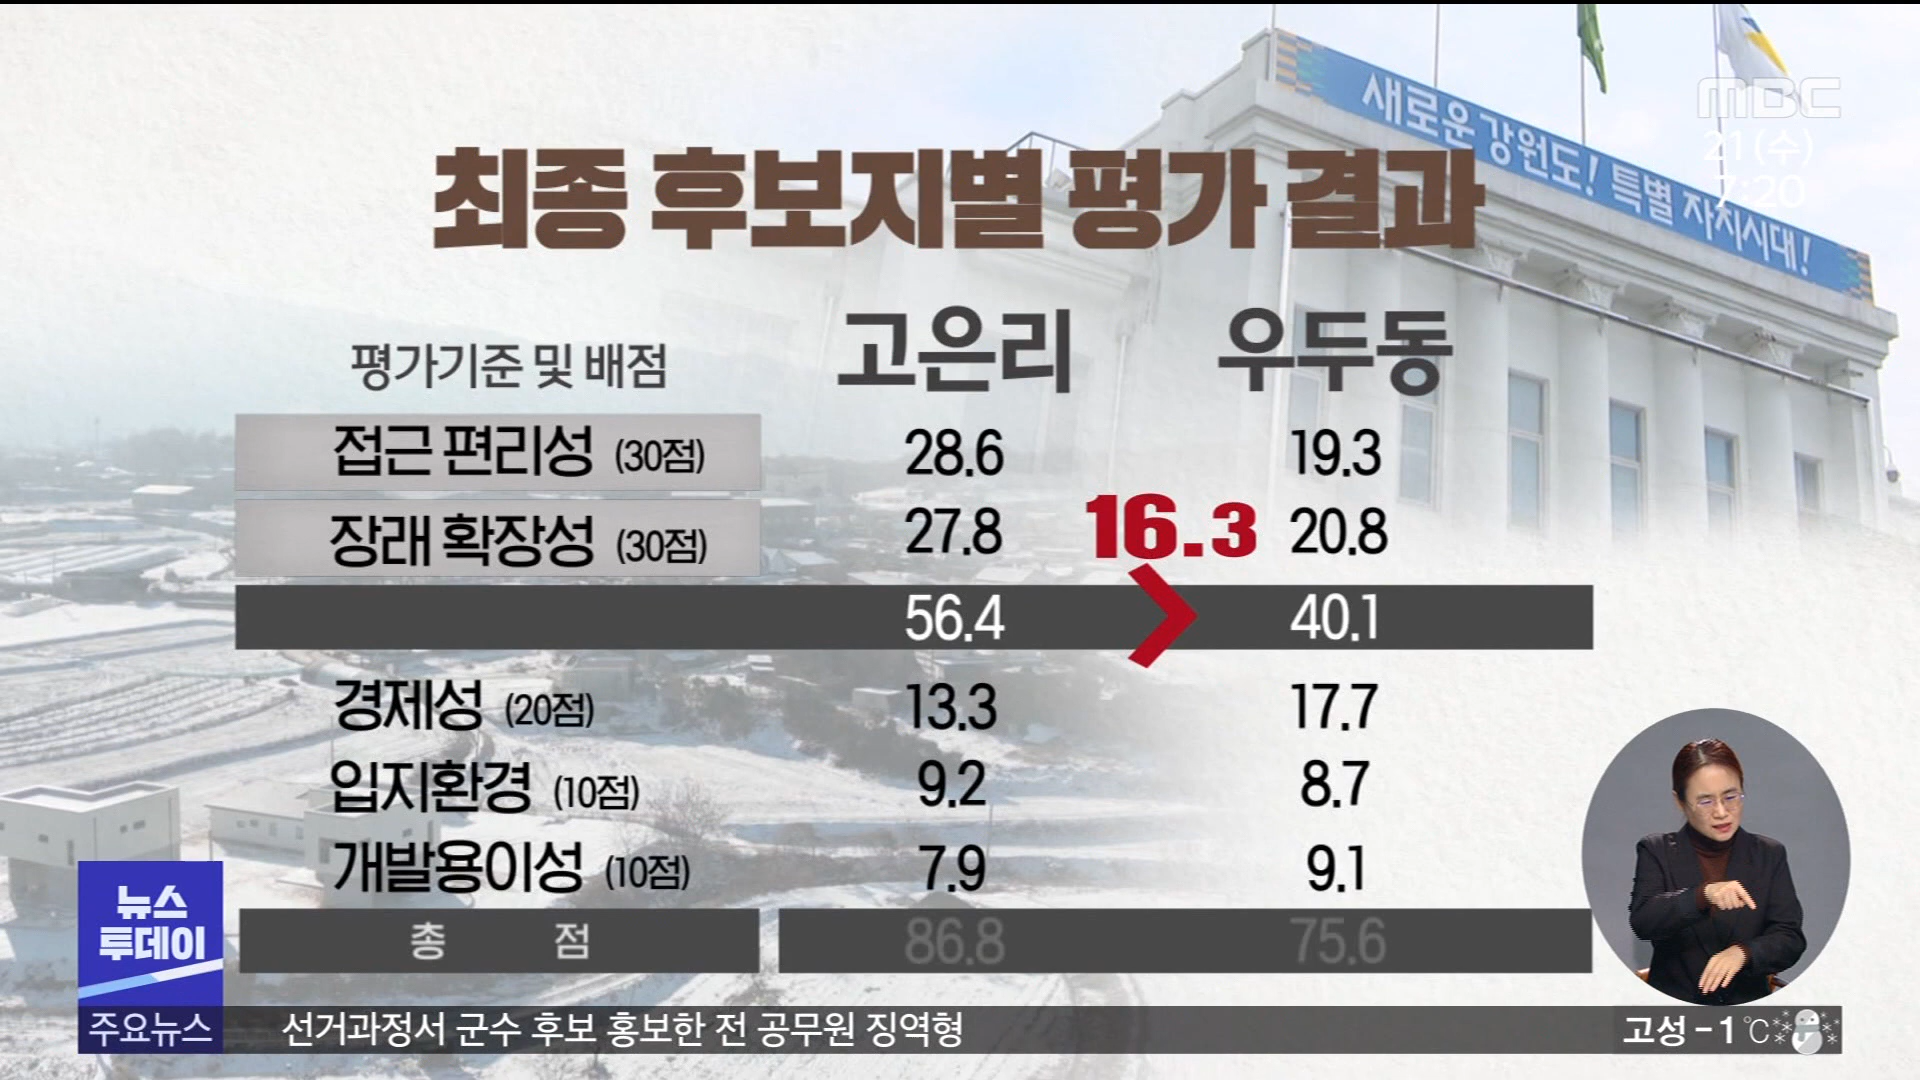 새로운 강원도! 특별 자치시대!
MBC
21(수)
7:20
최종 후보지별 평가 결과
평가기준 및 배점 고은리 우두동
접근 편리성 (30점) 28.6 19.3
장래 확장성 (30점) 27.8 16.3 20.8
56.4 > 40.1
경제성 (20점) 13.3 17.7
입지환경 (10점) 9.2 8.7
개발용이성 (10점) 7.9 9.1
총 점 86.8 75.6
뉴스
투데이
주요뉴스 선거과정서 군수 후보 홍보한 전 공무원 징역형 고성 -1℃